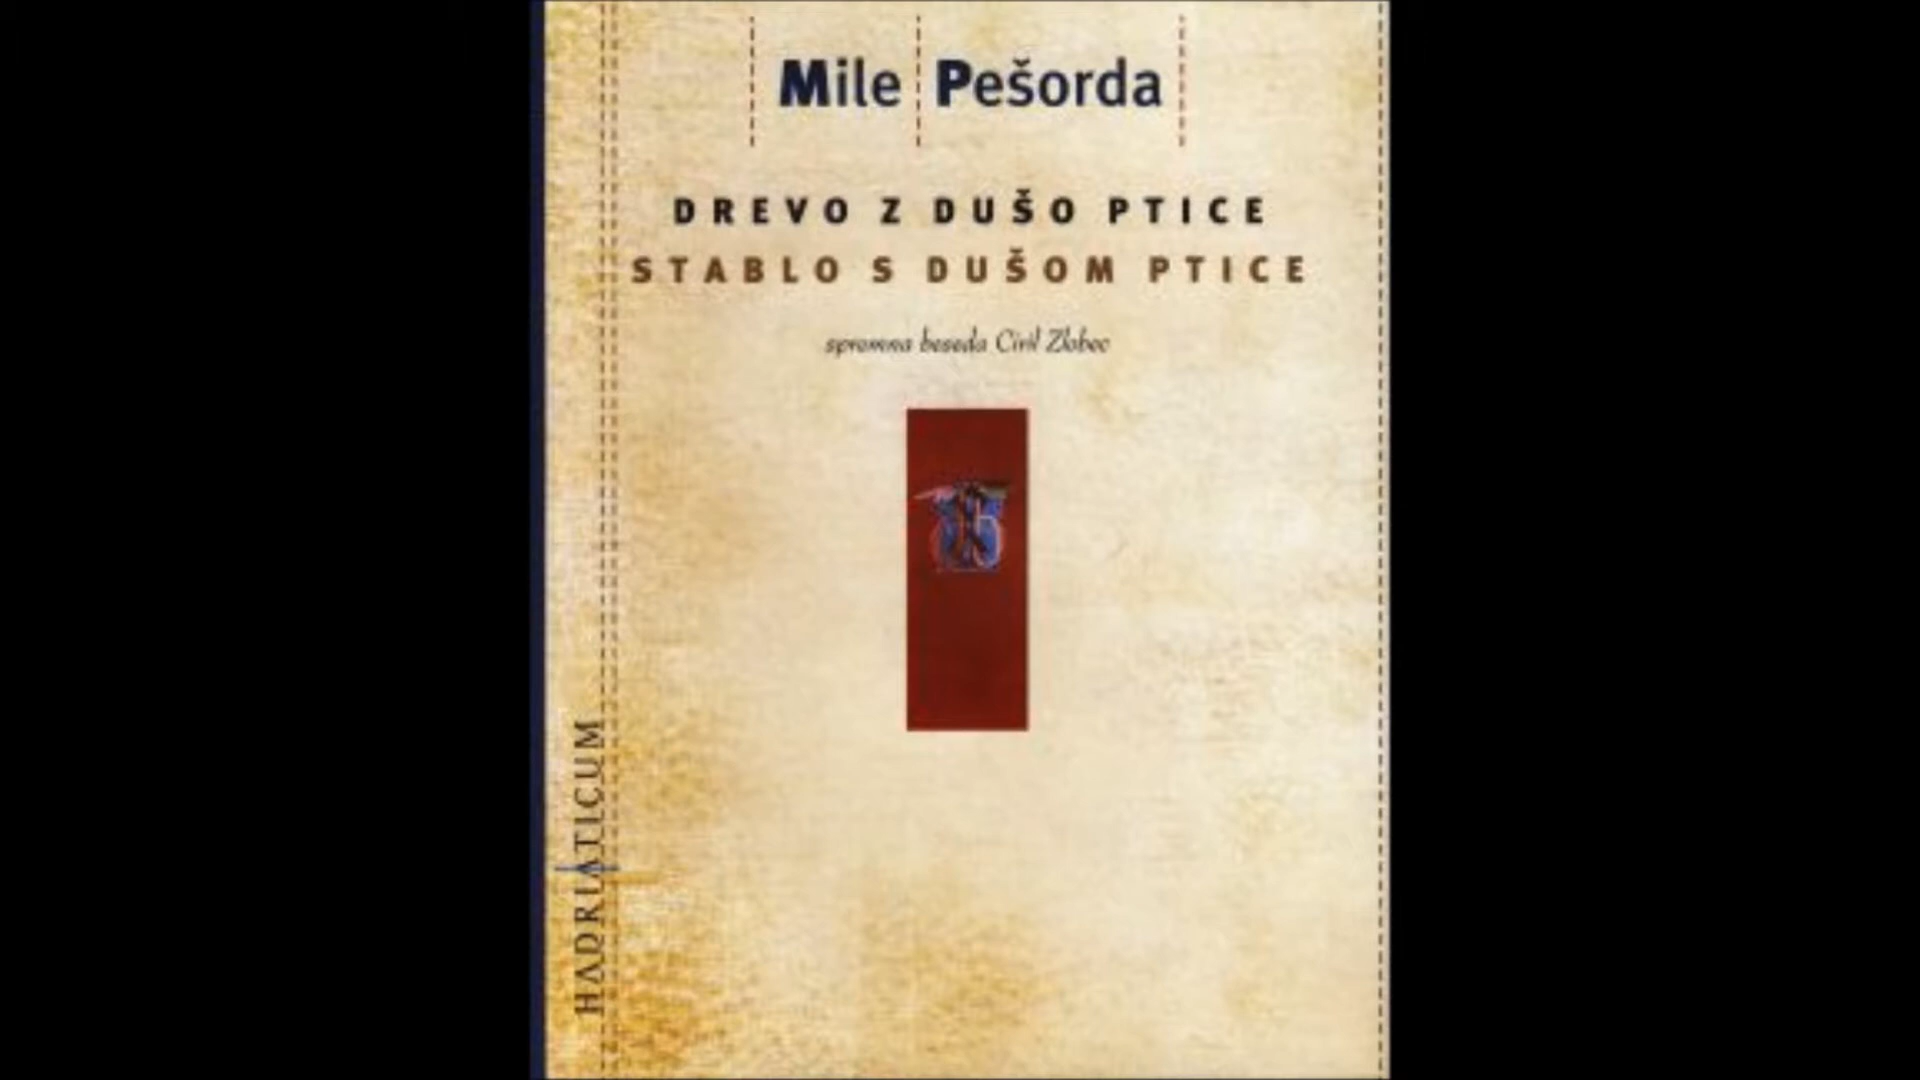 Mile Pešorda
DREVO Z DUŠO PTICE
STABLO S DUŠOM PTICE
spremna beseda Ciril Zlobec
HADRIATICUM